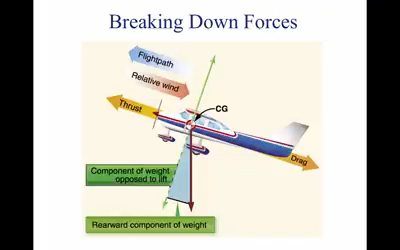 Breaking Down Forces
Flightpath
Relative wind
Thrust
CG
Drag
Component of weight
opposed to lift
Rearward component of weight